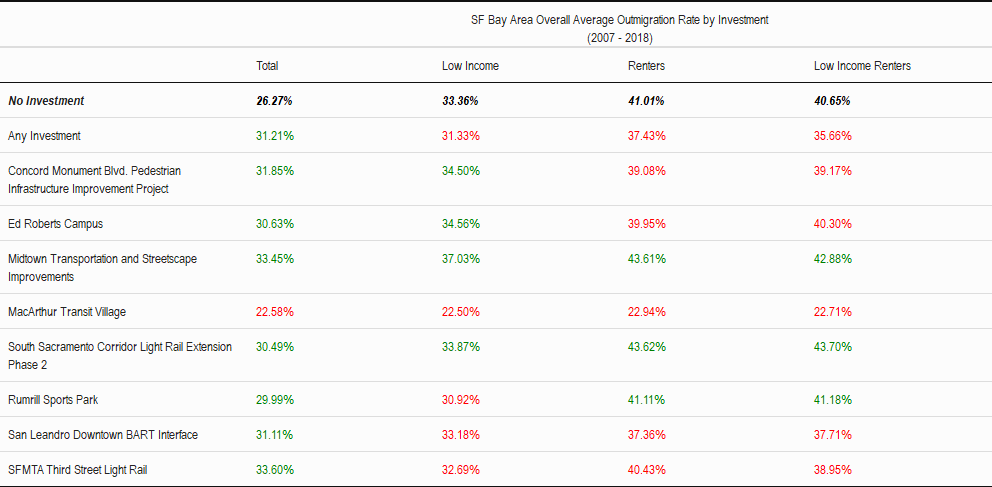 SF Bay Area Overall Average Outmigration Rate by Investment
(2007 - 2018)
Total Low Income Renters Low Income Renters
No Investment 26.27% 33.36% 41.01% 40.65%
Any Investment 31.21% 31.33% 37.43% 35.66%
Concord Monument Blvd. Pedestrian 31.85% 34.50% 39.08% 39.17%
Infrastructure Improvement Project
Ed Roberts Campus 30.63% 34.56% 39.95% 40.30%
Midtown Transportation and Streetscape 33.45% 37.03% 43.61% 42.88%
Improvements
MacArthur Transit Village 22.58% 22.50% 22.94% 22.71%
South Sacramento Corridor Light Rail Extension 30.49% 33.87% 43.62% 43.70%
Phase 2
Rumrill Sports Park 29.99% 30.92% 41.11% 41.18%
San Leandro Downtown BART Interface 31.11% 33.18% 37.36% 37.71%
SFMTA Third Street Light Rail 33.60% 32.69% 40.43% 38.95%